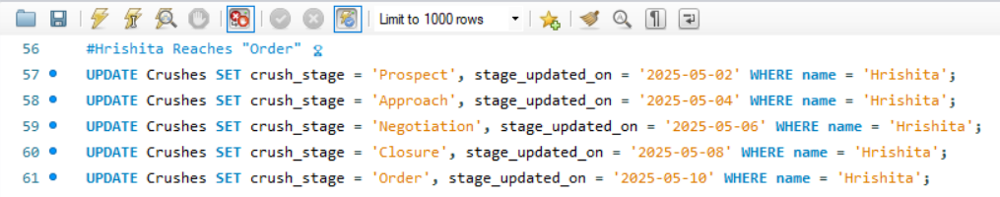 Limit to 1000 rows
56 #Hrishita Reaches "Order"
57 UPDATE Crushes SET crush_stage = 'Prospect', stage_updated_on = '2025-05-02' WHERE name = 'Hrishita';
58 UPDATE Crushes SET crush_stage = 'Approach', stage_updated_on = '2025-05-04' WHERE name = 'Hrishita';
59 UPDATE Crushes SET crush_stage = 'Negotiation', stage_updated_on = '2025-05-06' WHERE name = 'Hrishita';
60 UPDATE Crushes SET crush_stage = 'Closure', stage_updated_on = '2025-05-08' WHERE name = 'Hrishita';
61 UPDATE Crushes SET crush_stage = 'Order', stage_updated_on = '2025-05-10' WHERE name = 'Hrishita';